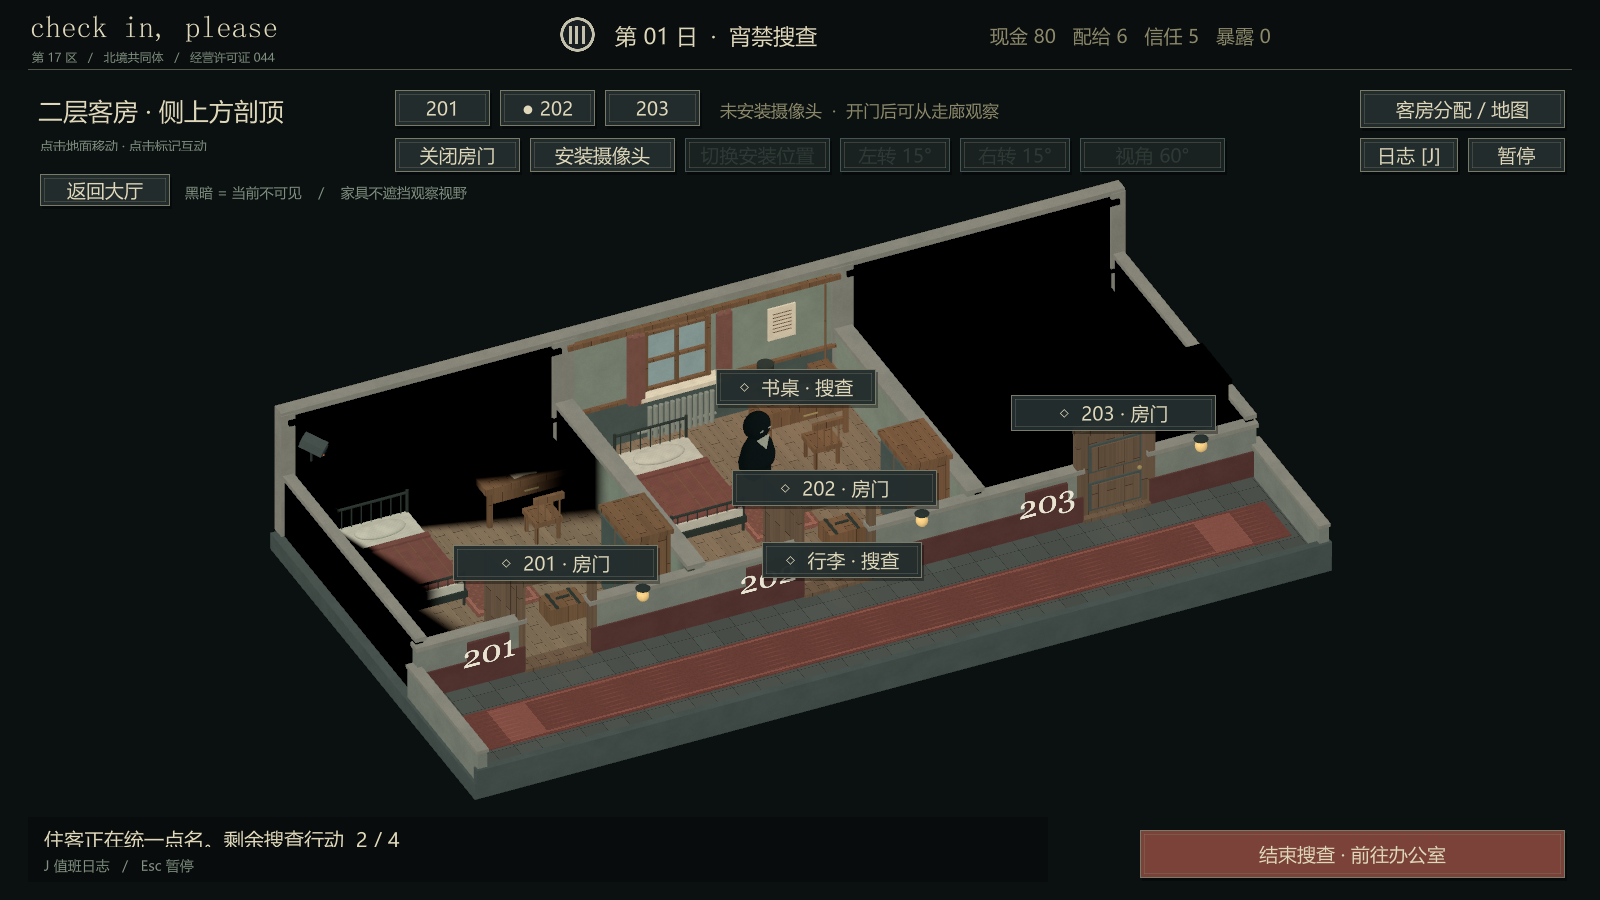 check in, please
第 17 区 / 北境共同体 / 经营许可证 044
第 01 日 · 宵禁搜查
现金 80 配给 6 信任 5 暴露 0
二层客房 · 侧上方剖顶
点击地面移动 · 点击标记互动
201
● 202
203
未安装摄像头 · 开门后可从走廊观察
客房分配 / 地图
关闭房门
安装摄像头
切换安装位置
左转 15°
右转 15°
视角 60°
日志 [J]
暂停
返回大厅
黑暗 = 当前不可见 / 家具不遮挡观察视野
◇ 书桌 · 搜查
◇ 203 · 房门
◇ 202 · 房门
203
◇ 201 · 房门
◇ 行李 · 搜查
202
201
住客正在统一点名。剩余搜查行动 2 / 4
J 值班日志 / Esc 暂停
结束搜查 · 前往办公室